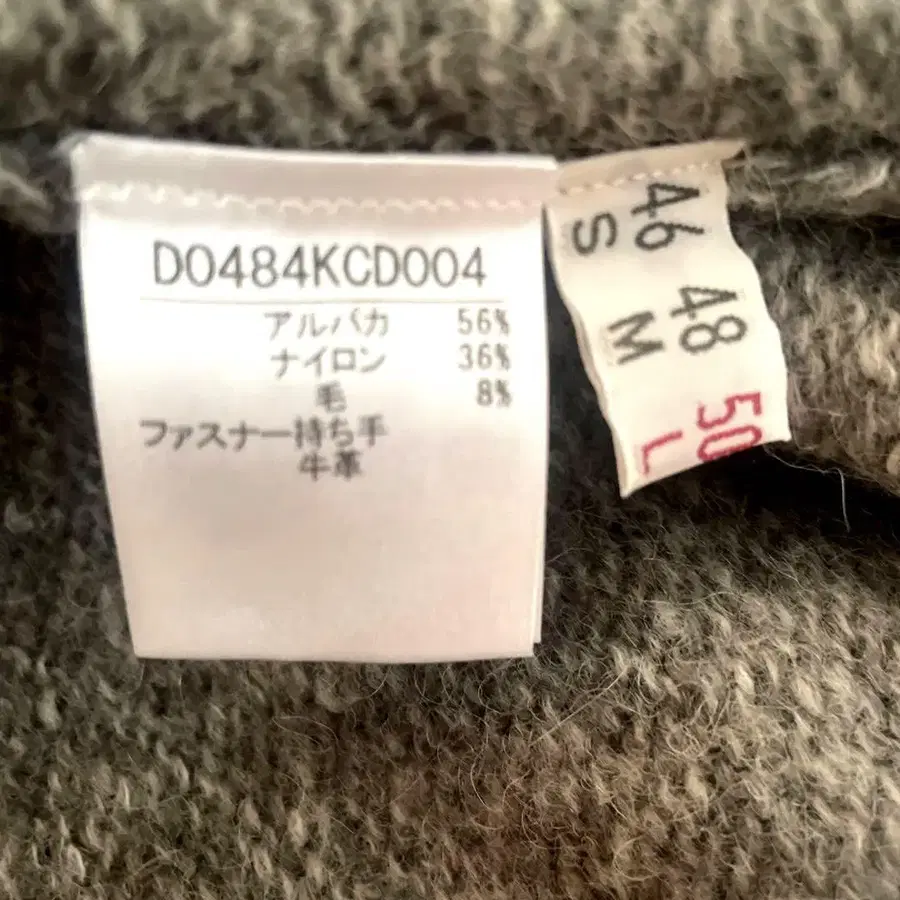 D0484KCD004
アルパカ 56%
ナイロン 36%
毛 8%
ファスナー持ち手
牛革
46 48 50
S M L